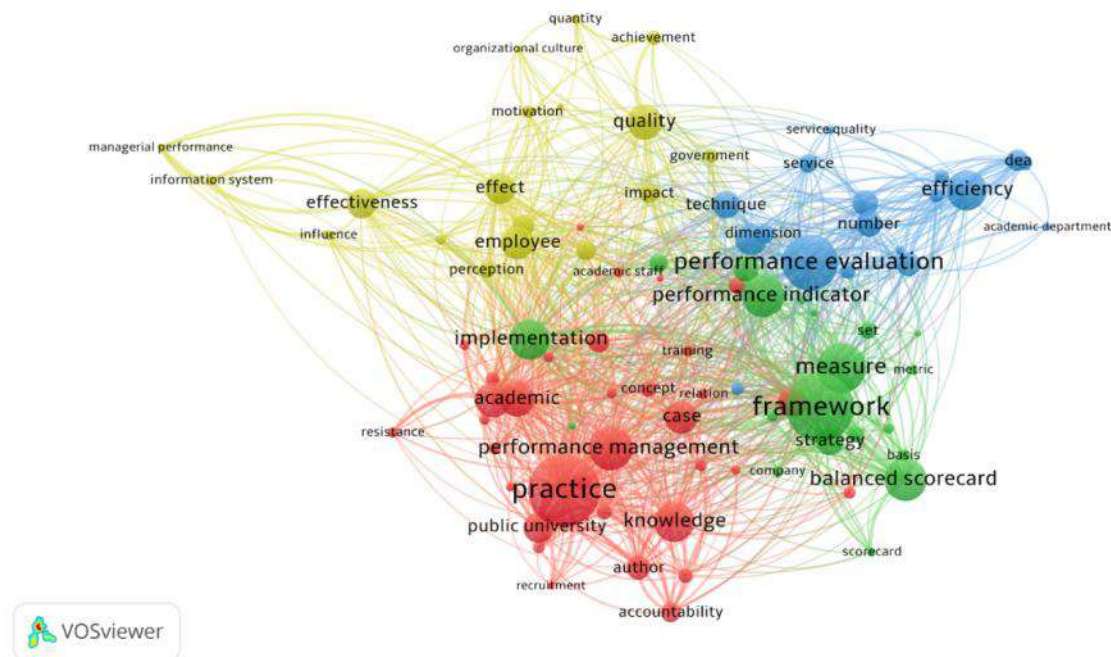 quantity
achievement
organizational culture
motivation
quality
service quality
managerial performance
government
service
dea
information system
effect
impact
efficiency
effectiveness
technique
number
academic department
influence
employee
dimension
perception
academic staff
performance evaluation
performance indicator
implementation
set
training
measure
metric
academic
concept
relation
framework
case
resistance
strategy
performance management
basis
company
balanced scorecard
practice
public university
knowledge
scorecard
author
recruitment
accountability
VOSviewer